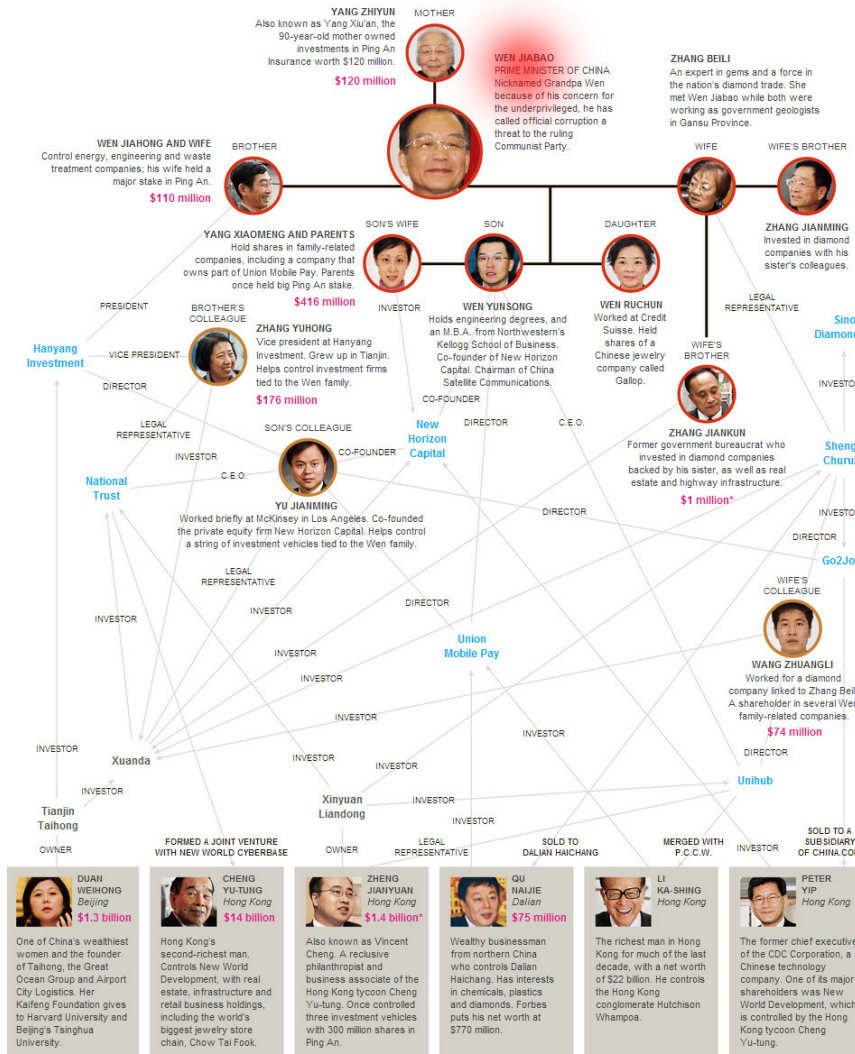 YANG ZHIYUN
Also known as Yang Xiu'an, the
90-year-old mother owned
investments in Ping An
Insurance worth $120 million.
$120 million
MOTHER
WEN JIABAO
PRIME MINISTER OF CHINA
Nicknamed Grandpa Wen
because of his concern for
the underprivileged, he has
called official corruption a
threat to the ruling
Communist Party.
ZHANG BEILI
An expert in gems and a force in
the nation's diamond trade. She
met Wen Jiabao while both were
working as government geologists
in Gansu Province.
WEN JIAHONG AND WIFE
Control energy, engineering and waste
treatment companies; his wife held a
major stake in Ping An.
$110 million
BROTHER
WIFE
WIFE'S BROTHER
ZHANG JIANMING
Invested in diamond
companies with his
sister's colleagues.
YANG XIAOMENG AND PARENTS
Hold shares in family-related
companies, including a company that
owns part of Union Mobile Pay. Parents
once held big Ping An stake.
$416 million
SON'S WIFE
SON
DAUGHTER
WEN YUNSONG
Holds engineering degrees, and
an M.B.A. from Northwestern's
Kellogg School of Business.
Co-founder of New Horizon
Capital. Chairman of China
Satellite Communications.
WEN RUCHUN
Worked at Credit
Suisse. Held
shares of a
Chinese jewelry
company called
Gallop.
PRESIDENT
BROTHER'S
COLLEAGUE
ZHANG YUHONG
Vice president at Hanyang
Investment. Grew up in Tianjin.
Helps control investment firms
tied to the Wen family.
$176 million
INVESTOR
LEGAL
REPRESENTATIVE
Sino
Diamon
Hanyang
Investment
VICE PRESIDENT
DIRECTOR
WIFE'S
BROTHER
INVESTO
ZHANG JIANKUN
Former government bureaucrat who
invested in diamond companies
backed by his sister, as well as real
estate and highway infrastructure.
$1 million*
CO-FOUNDER
DIRECTOR
C.E.O.
LEGAL
REPRESENTATIVE
SON'S COLLEAGUE
CO-FOUNDER
New
Horizon
Capital
Sheng
Churui
National
Trust
INVESTOR
C.E.O.
YU JIANMING
Worked briefly at McKinsey in Los Angeles. Co-founded
the private equity firm New Horizon Capital. Helps control
a string of investment vehicles tied to the Wen family.
DIRECTOR
INVESTO
DIRECTOR
Go2Jo
LEGAL
REPRESENTATIVE
WIFE'S
COLLEAGUE
INVESTOR
INVESTOR
DIRECTOR
Union
Mobile Pay
INVESTOR
INVESTOR
WANG ZHUANGLI
Worked for a diamond
company linked to Zhang Beili
A shareholder in several Wen
family-related companies.
$74 million
INVESTOR
INVESTOR
INVESTOR
INVESTOR
Xuanda
INVESTOR
INVESTOR
INVESTOR
DIRECTOR
Unihub
INVESTOR
Tianjin
Taihong
Xinyuan
Liandong
INVESTOR
INVESTOR
OWNER
FORMED A JOINT VENTURE
WITH NEW WORLD CYBERBASE
OWNER
LEGAL
REPRESENTATIVE
SOLD TO
DALIAN HAICHANG
MERGED WITH
P.C.C.W.
INVESTOR
SOLD TO A
SUBSIDIARY
OF CHINA.COM
DUAN
WEIHONG
Beijing
$1.3 billion
One of China's wealthiest
women and the founder
of Taihong, the Great
Ocean Group and Airport
City Logistics. Her
Kaifeng Foundation gives
to Harvard University and
Beijing's Tsinghua
University.
CHENG
YU-TUNG
Hong Kong
$14 billion
Hong Kong's
second-richest man.
Controls New World
Development, with real
estate, infrastructure and
retail business holdings,
including the world's
biggest jewelry store
chain, Chow Tai Fook.
ZHENG
JIANYUAN
Hong Kong
$1.4 billion*
Also known as Vincent
Cheng. A reclusive
philanthropist and
business associate of the
Hong Kong tycoon Cheng
Yu-tung. Once controlled
three investment vehicles
with 300 million shares in
Ping An.
QU
NAIJIE
Dalian
$75 million
Wealthy businessman
from northern China
who controls Dalian
Haichang. Has interests
in chemicals, plastics
and diamonds. Forbes
puts his net worth at
$770 million.
LI
KA-SHING
Hong Kong
The richest man in Hong
Kong for much of the last
decade, with a net worth
of $22 billion. He controls
the Hong Kong
conglomerate Hutchison
Whampoa.
PETER
YIP
Hong Kong
The former chief executive
of the CDC Corporation, a
Chinese technology
company. One of its major
shareholders was New
World Development, which
is controlled by the Hong
Kong tycoon Cheng
Yu-tung.